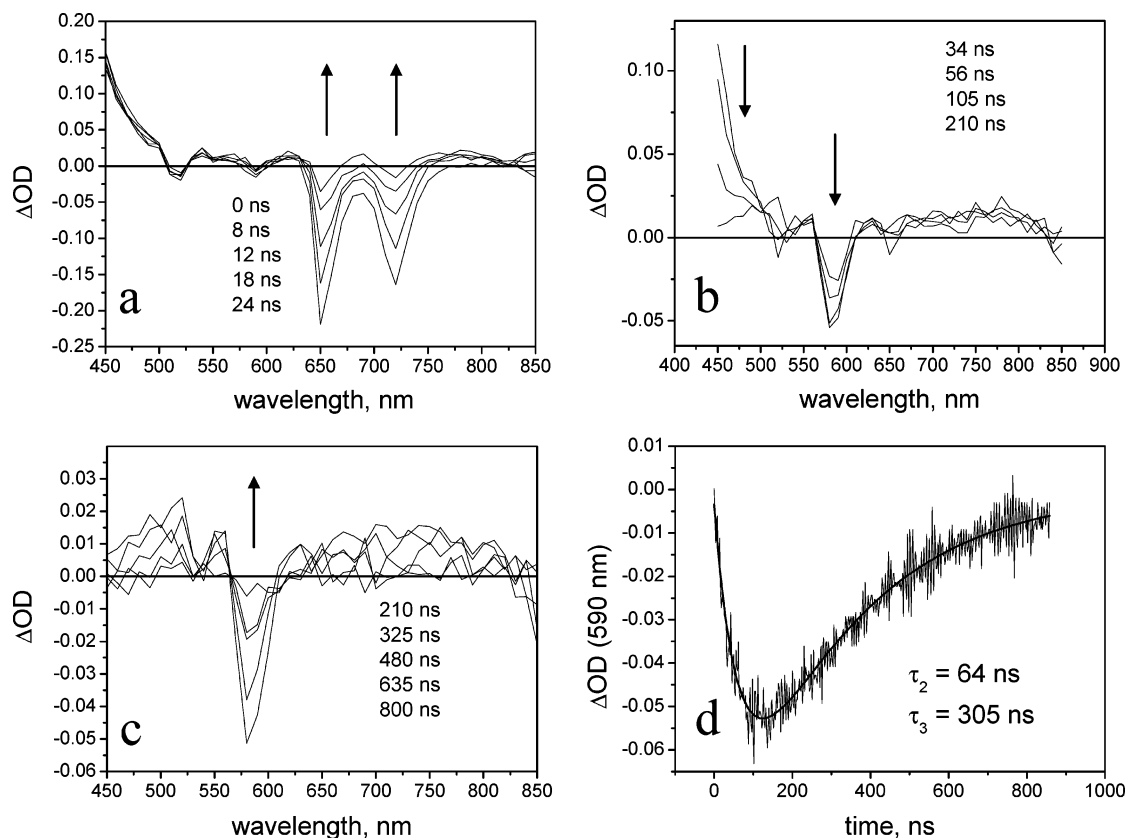 0.20
0.15
0.10
0.05
0.00
-0.05
-0.10
-0.15
-0.20
-0.25
ΔOD
0 ns
8 ns
12 ns
18 ns
24 ns
a
450 500 550 600 650 700 750 800 850
wavelength, nm
0.10
0.05
0.00
-0.05
ΔOD
34 ns
56 ns
105 ns
210 ns
b
400 450 500 550 600 650 700 750 800 850 900
wavelength, nm
0.03
0.02
0.01
0.00
-0.01
-0.02
-0.03
-0.04
-0.05
-0.06
ΔOD
210 ns
325 ns
480 ns
635 ns
800 ns
c
450 500 550 600 650 700 750 800 850
wavelength, nm
0.01
0.00
-0.01
-0.02
-0.03
-0.04
-0.05
-0.06
ΔOD (590 nm)
τ2 = 64 ns
τ3 = 305 ns
d
0 200 400 600 800 1000
time, ns